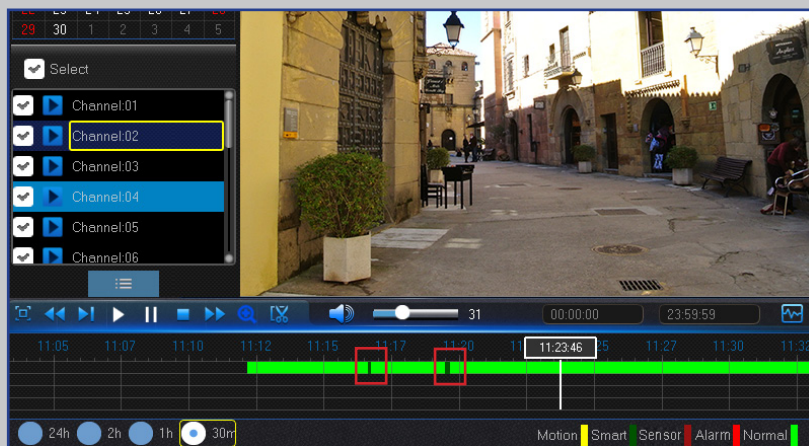 29 30 1 2 3 4 5
Select
Channel:01
Channel:02
Channel:03
Channel:04
Channel:05
Channel:06
31 00:00:00 23:59:59
11:05 11:07 11:10 11:12 11:15 11:17 11:20 11:23:46 25 11:27 11:30 11:32
24h 2h 1h 30m Motion Smart Sensor Alarm Normal